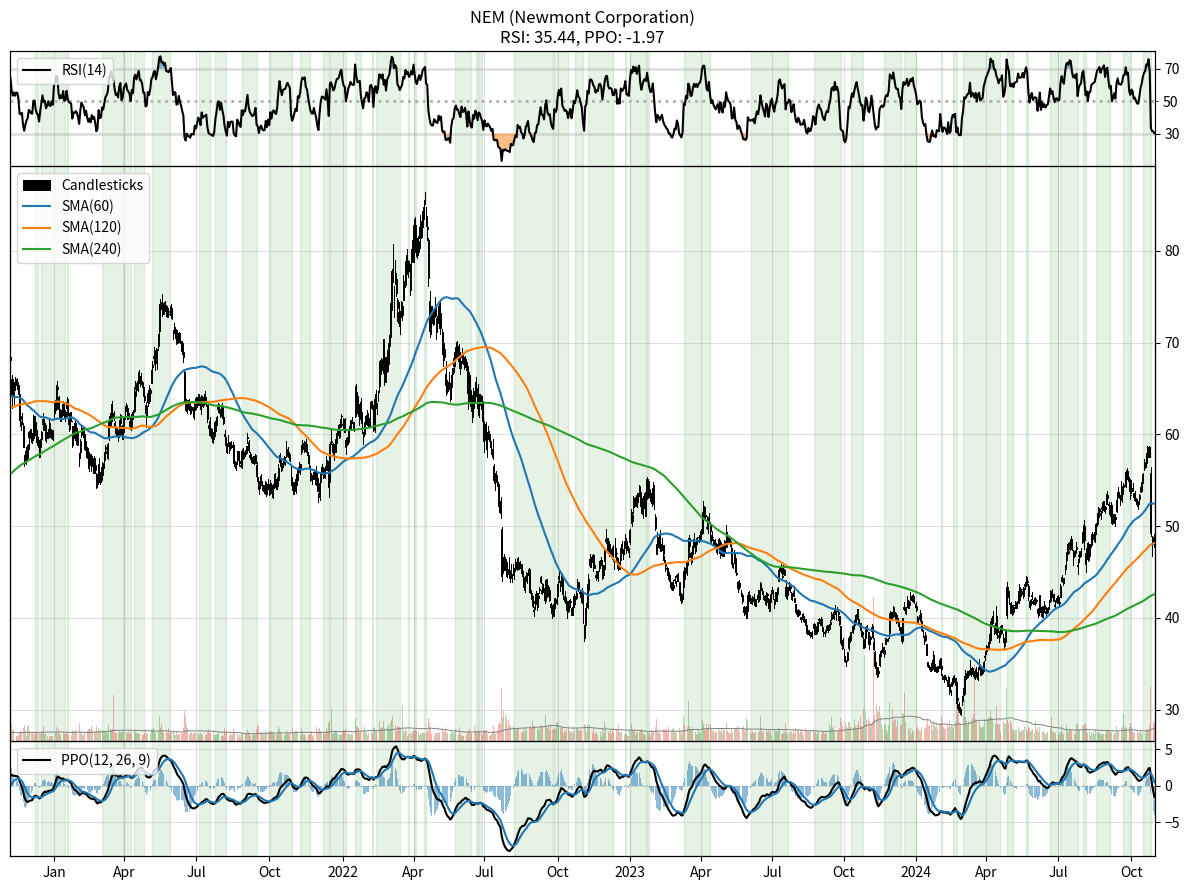 NEM (Newmont Corporation)
RSI: 35.44, PPO: -1.97
RSI(14)
70
50
30
Candlesticks
SMA(60)
SMA(120)
SMA(240)
80
70
60
50
40
30
PPO(12, 26, 9)
5
0
−5
Jan Apr Jul Oct 2022 Apr Jul Oct 2023 Apr Jul Oct 2024 Apr Jul Oct